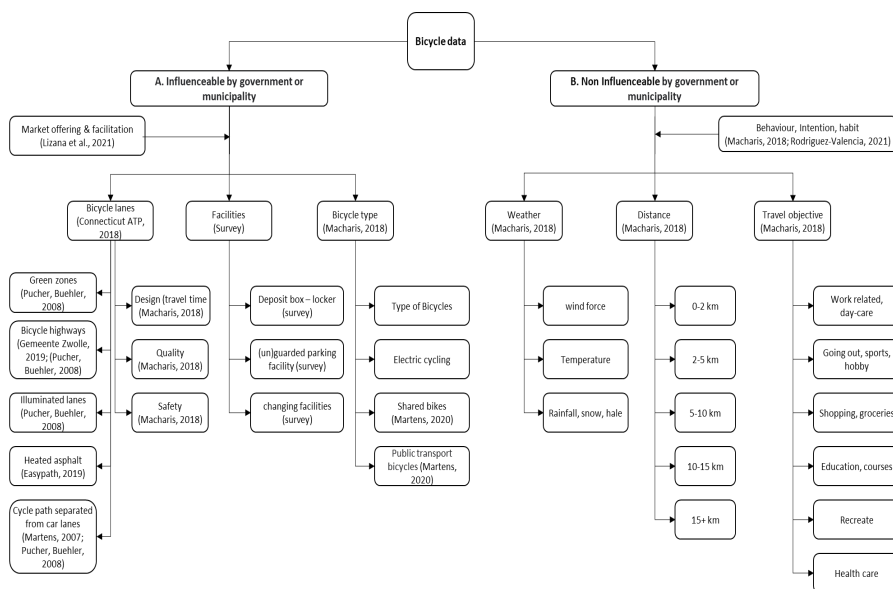 Bicycle data
A. Influenceable by government or
municipality
B. Non Influenceable by government or
municipality
Market offering & facilitation
(Lizana et al., 2021)
Behaviour, Intention, habit
(Macharis, 2018; Rodriguez-Valencia, 2021)
Bicycle lanes
(Connecticut ATP,
2018)
Facilities
(Survey)
Bicycle type
(Macharis, 2018)
Weather
(Macharis, 2018)
Distance
(Macharis, 2018)
Travel objective
(Macharis, 2018)
Green zones
(Pucher, Buehler,
2008)
Bicycle highways
(Gemeente Zwolle,
2019; (Pucher,
Buehler, 2008)
Illuminated lanes
(Pucher, Buehler,
2008)
Heated asphalt
(Easypath, 2019)
Cycle path separated
from car lanes
(Martens, 2007;
Pucher, Buehler,
2008)
Design (travel time
(Macharis, 2018)
Quality
(Macharis, 2018)
Safety
(Macharis, 2018)
Deposit box – locker
(survey)
(un)guarded parking
facility (survey)
changing facilities
(survey)
Type of Bicycles
Electric cycling
Shared bikes
(Martens, 2020)
Public transport
bicycles (Martens,
2020)
wind force
Temperature
Rainfall, snow, hale
0-2 km
2-5 km
5-10 km
10-15 km
15+ km
Work related,
day-care
Going out, sports,
hobby
Shopping, groceries
Education, courses
Recreate
Health care